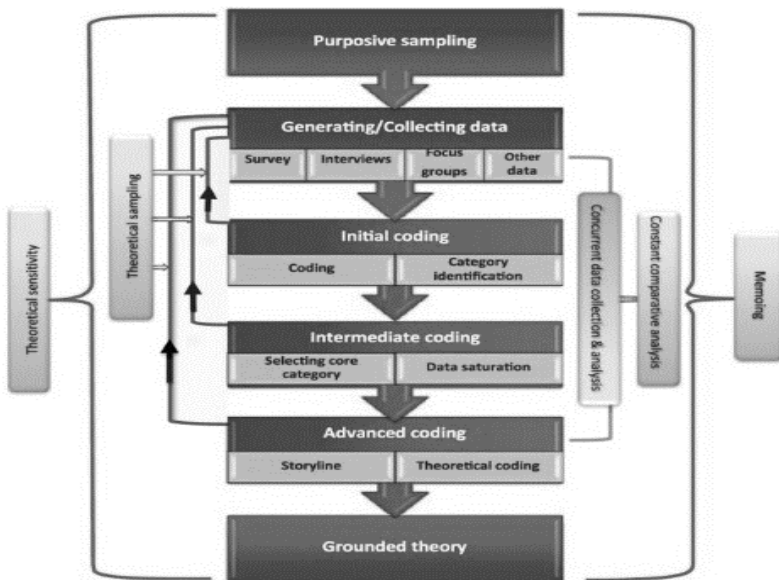 Purposive sampling
Generating/Collecting data
Survey
Interviews
Focus
groups
Other
data
Initial coding
Coding
Category
identification
Intermediate coding
Selecting core
category
Data saturation
Advanced coding
Storyline
Theoretical coding
Grounded theory
Theoretical sensitivity
Theoretical sampling
Concurrent data collection & analysis
Constant comparative analysis
Memoing